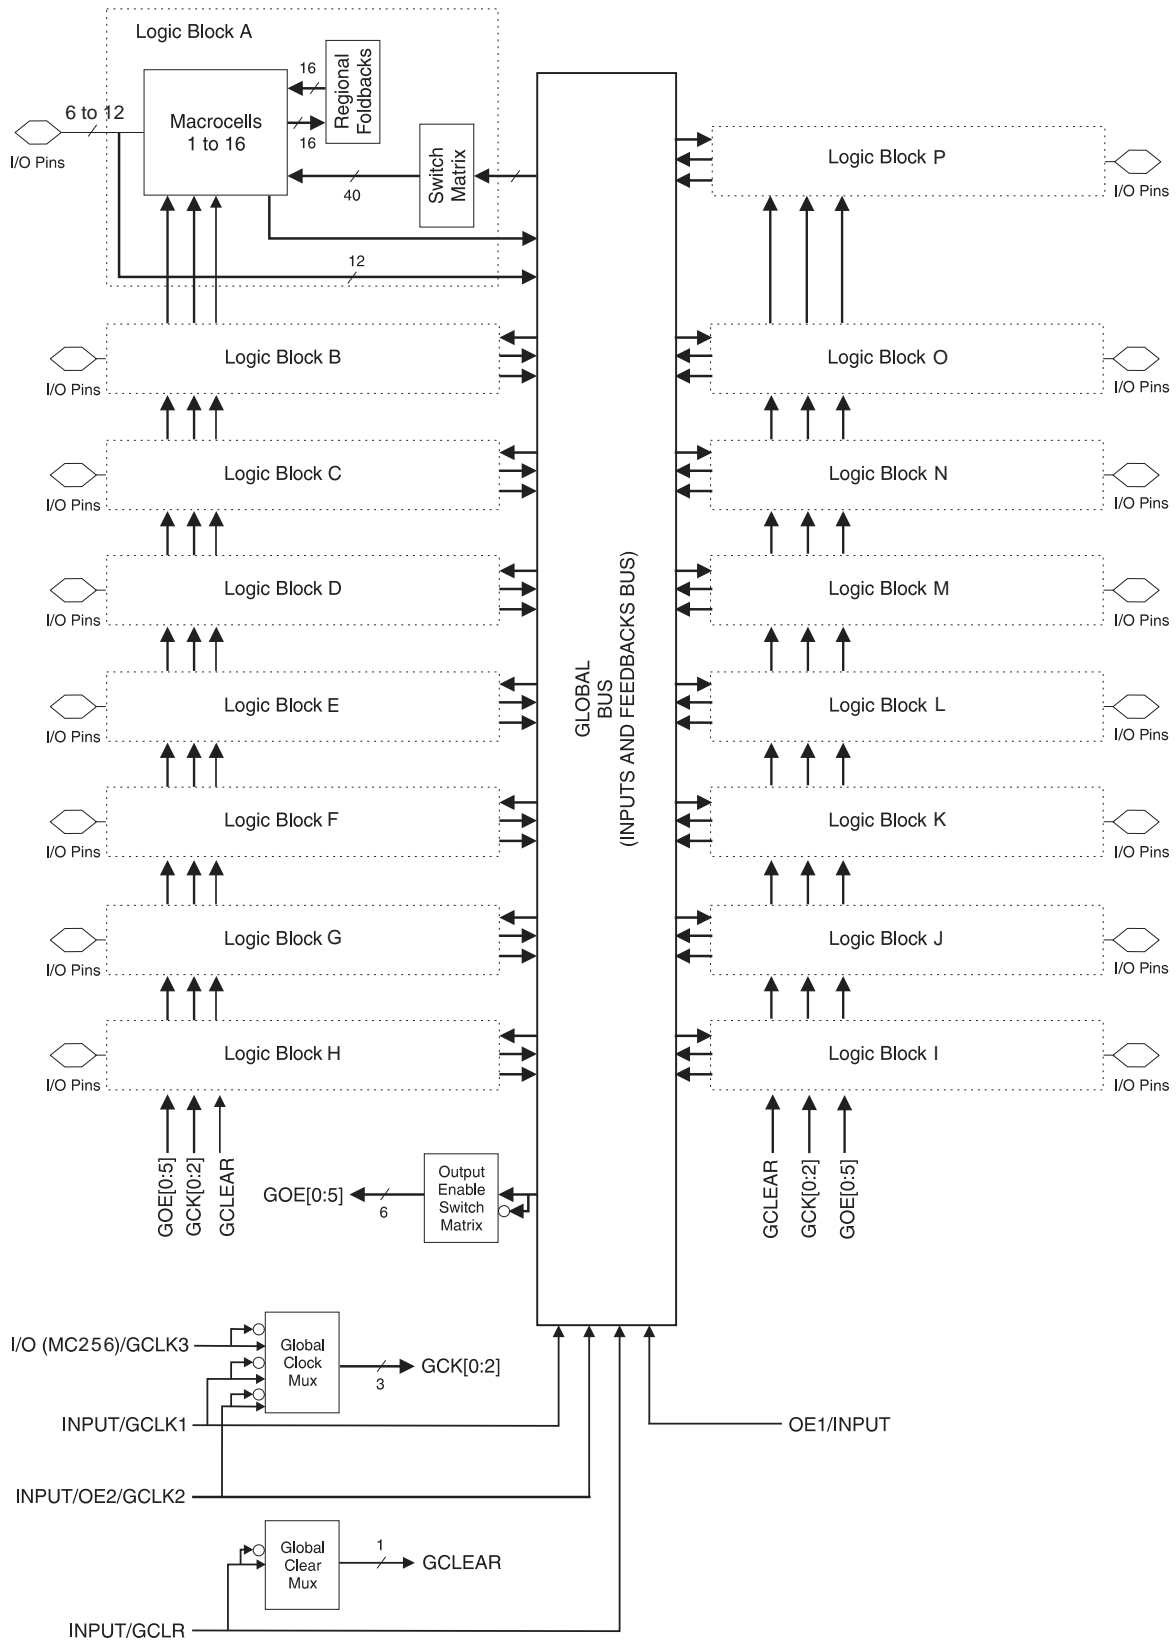 Logic Block A
16
Regional
Foldbacks
6 to 12
Macrocells
1 to 16
16
I/O Pins
Switch
Matrix
40
12
Logic Block P
I/O Pins
Logic Block B
I/O Pins
Logic Block O
I/O Pins
Logic Block C
I/O Pins
Logic Block N
I/O Pins
Logic Block D
I/O Pins
Logic Block M
I/O Pins
GLOBAL
BUS
(INPUTS AND FEEDBACKS BUS)
Logic Block E
I/O Pins
Logic Block L
I/O Pins
Logic Block F
I/O Pins
Logic Block K
I/O Pins
Logic Block G
I/O Pins
Logic Block J
I/O Pins
Logic Block H
I/O Pins
Logic Block I
I/O Pins
GOE[0:5]
GCK[0:2]
GCLEAR
GOE[0:5]
6
Output
Enable
Switch
Matrix
GCLEAR
GCK[0:2]
GOE[0:5]
I/O (MC256)/GCLK3
Global
Clock
Mux
3
GCK[0:2]
INPUT/GCLK1
OE1/INPUT
INPUT/OE2/GCLK2
Global
Clear
Mux
1
GCLEAR
INPUT/GCLR